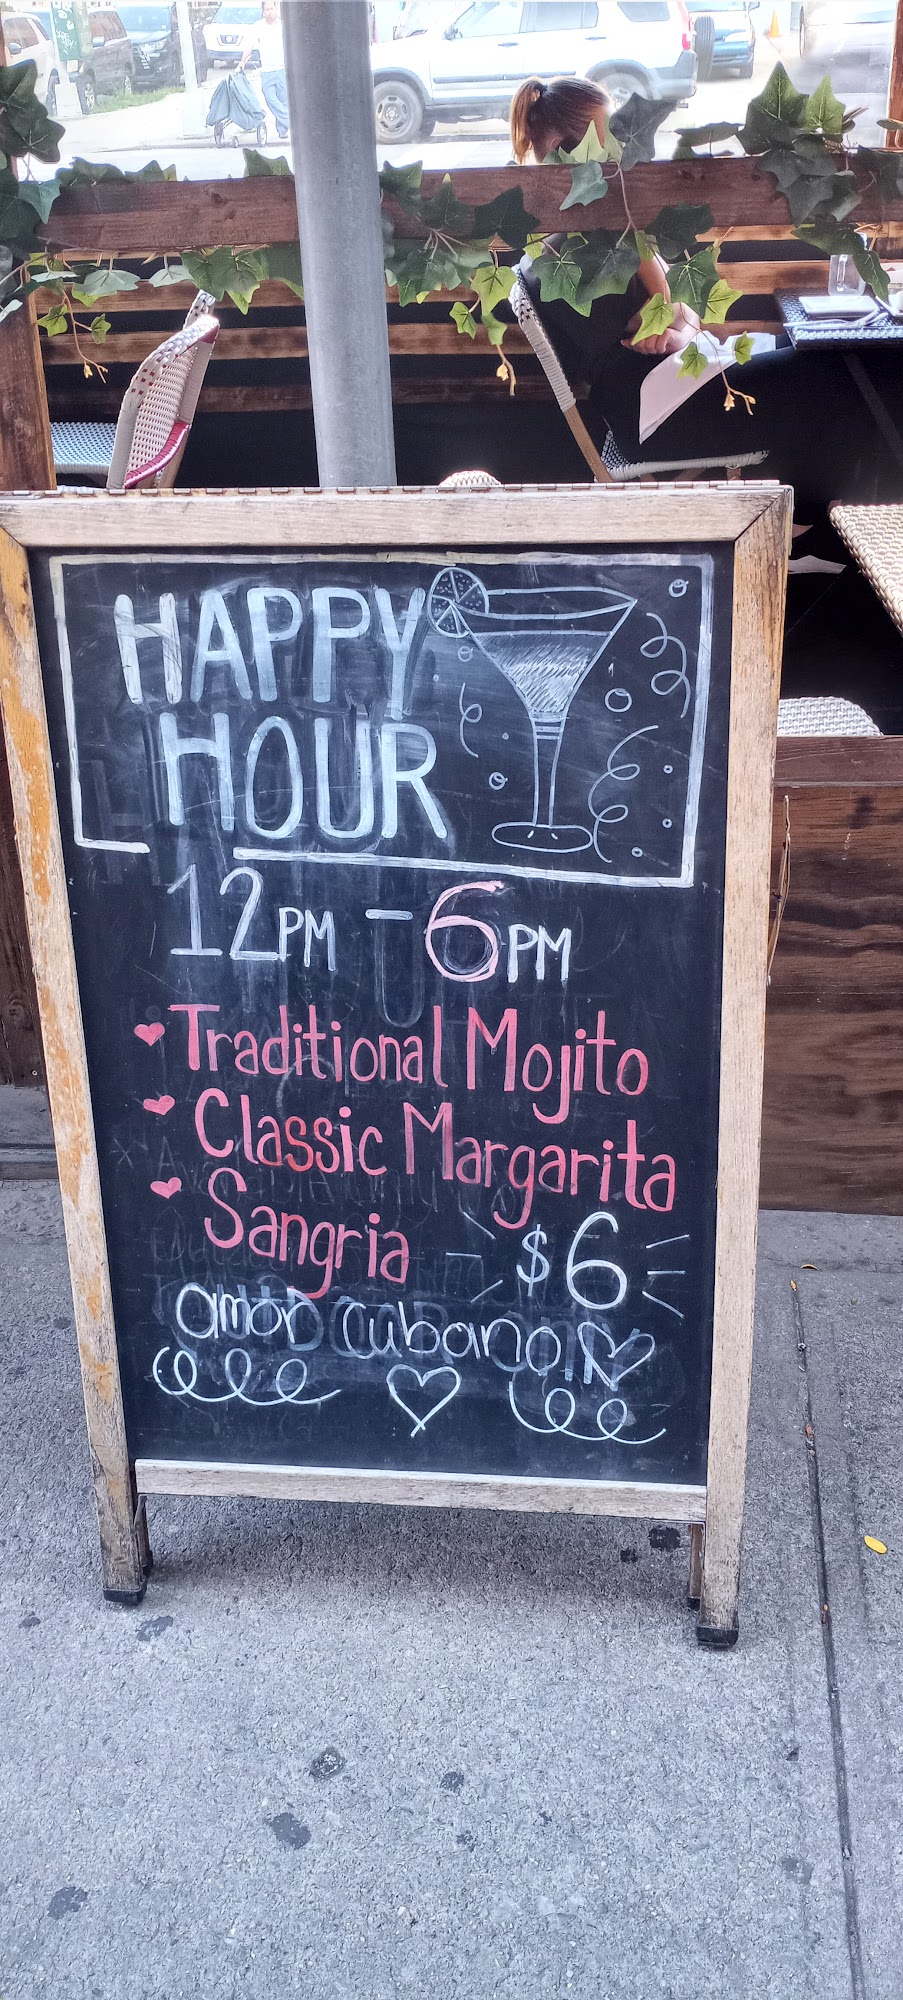 HAPPY
HOUR
12PM - 6PM
Traditional Mojito
Classic Margarita
Sangria
$6
amor cubano